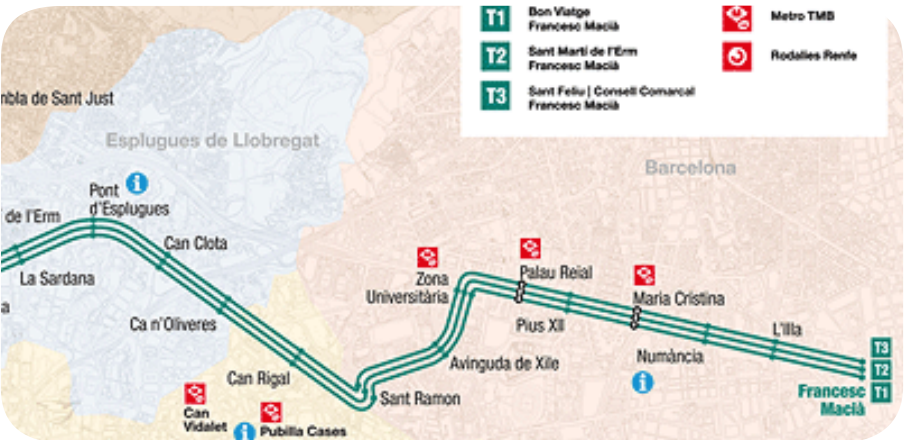 T1
Bon Viatge
Francesc Macià
Metro TMB
T2
Sant Martí de l'Erm
Francesc Macià
Rodalies Renfe
T3
Sant Feliu | Consell Comarcal
Francesc Macià
mbla de Sant Just
Esplugues de Llobregat
Barcelona
Pont
d'Esplugues
de l'Erm
Can Clota
La Sardana
a
Ca n'Oliveres
Zona
Universitària
Palau Reial
Maria Cristina
Pius XII
L'illa
Numància
Avinguda de Xile
T3
T2
T1
Francesc
Macià
Can Rigal
Sant Ramon
Can
Vidalet
Pubilla Cases